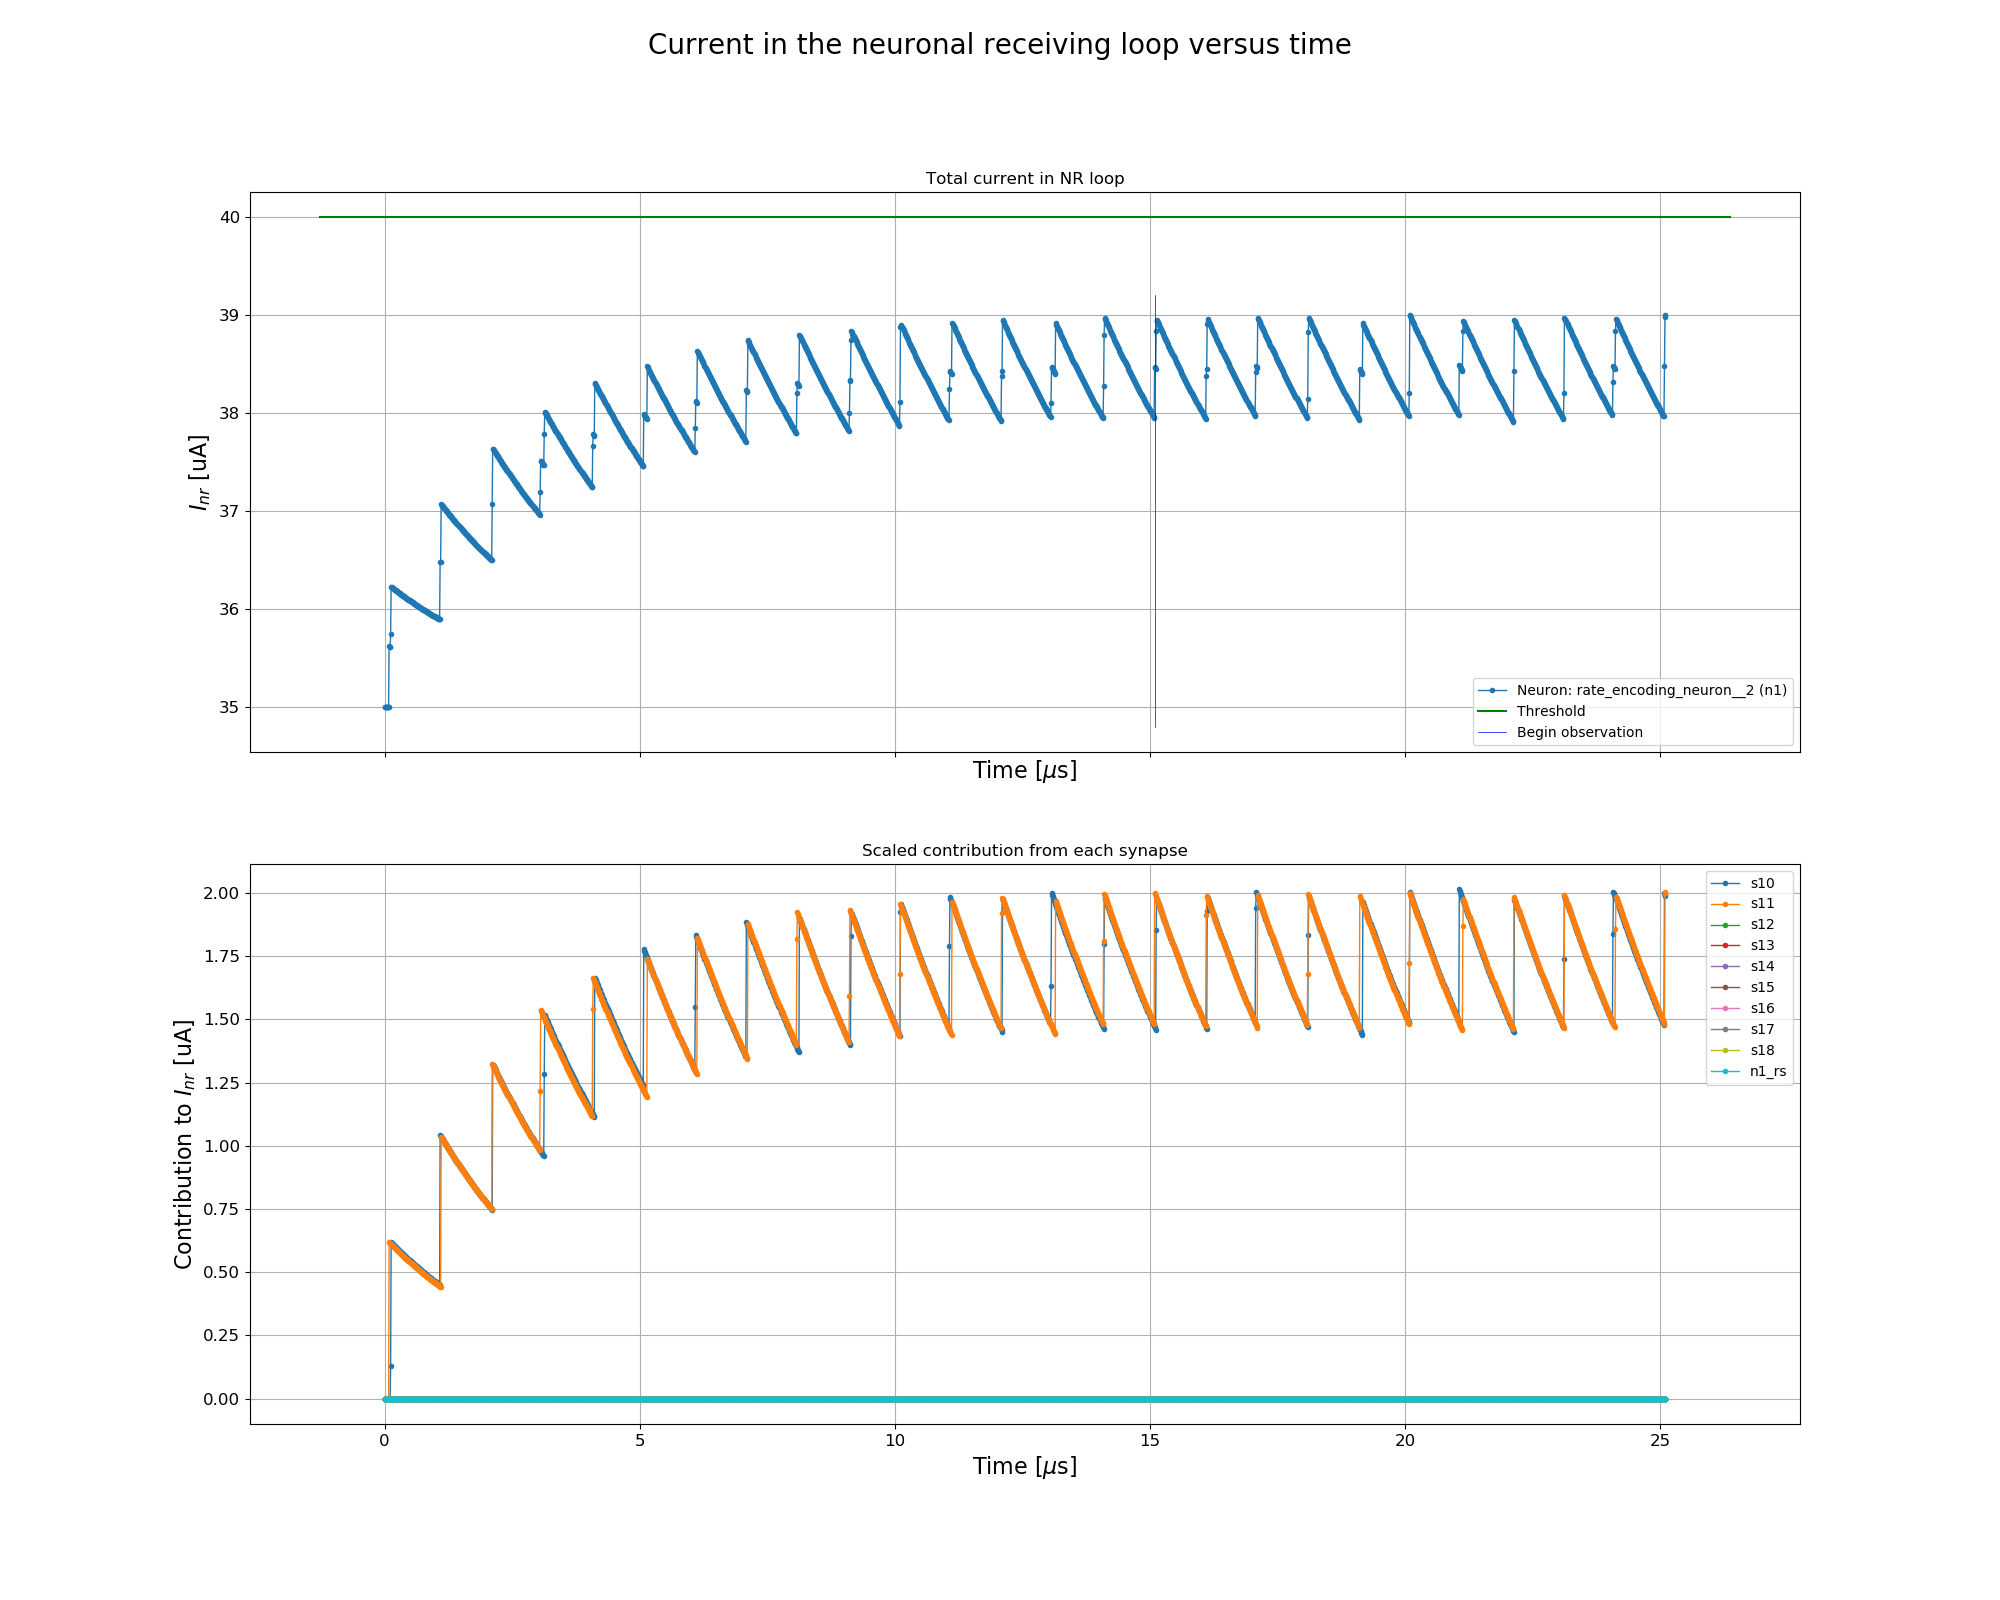 Current in the neuronal receiving loop versus time
Total current in NR loop
40
39
38
37
36
35
I_nr [uA]
Neuron: rate_encoding_neuron__2 (n1)
Threshold
Begin observation
Time [μs]
Scaled contribution from each synapse
2.00
1.75
1.50
1.25
1.00
0.75
0.50
0.25
0.00
Contribution to I_nr [uA]
s10
s11
s12
s13
s14
s15
s16
s17
s18
n1_rs
0 5 10 15 20 25
Time [μs]